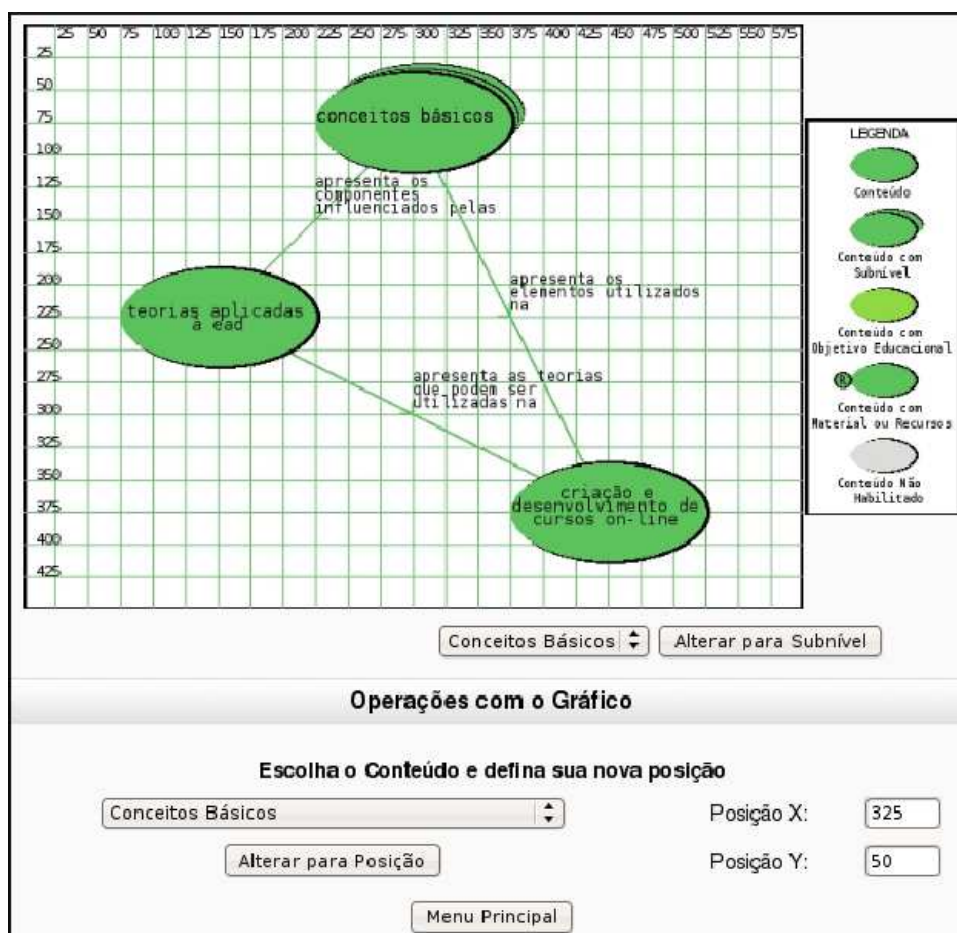 25 50 75 100 125 150 175 200 225 250 275 300 325 350 375 400 425 450 475 500 525 550 575
25
50
75
100
125
150
175
200
225
250
275
300
325
350
375
400
425
conceitos básicos
apresenta os
componentes
influenciados pelas
teorias aplicadas
à ead
apresenta os
elementos utilizados
na
apresenta as teorias
que podem ser
utilizadas na
criação e
desenvolvimento de
cursos on-line
LEGENDA
Conteúdo
Conteúdo com
Subnível
Conteúdo com
Objetivo Educacional
R
Conteúdo com
Material ou Recursos
Conteúdo Não
Habilitado
Conceitos Básicos
Alterar para Subnível
Operações com o Gráfico
Escolha o Conteúdo e defina sua nova posição
Conceitos Básicos
Posição X: 325
Alterar para Posição
Posição Y: 50
Menu Principal